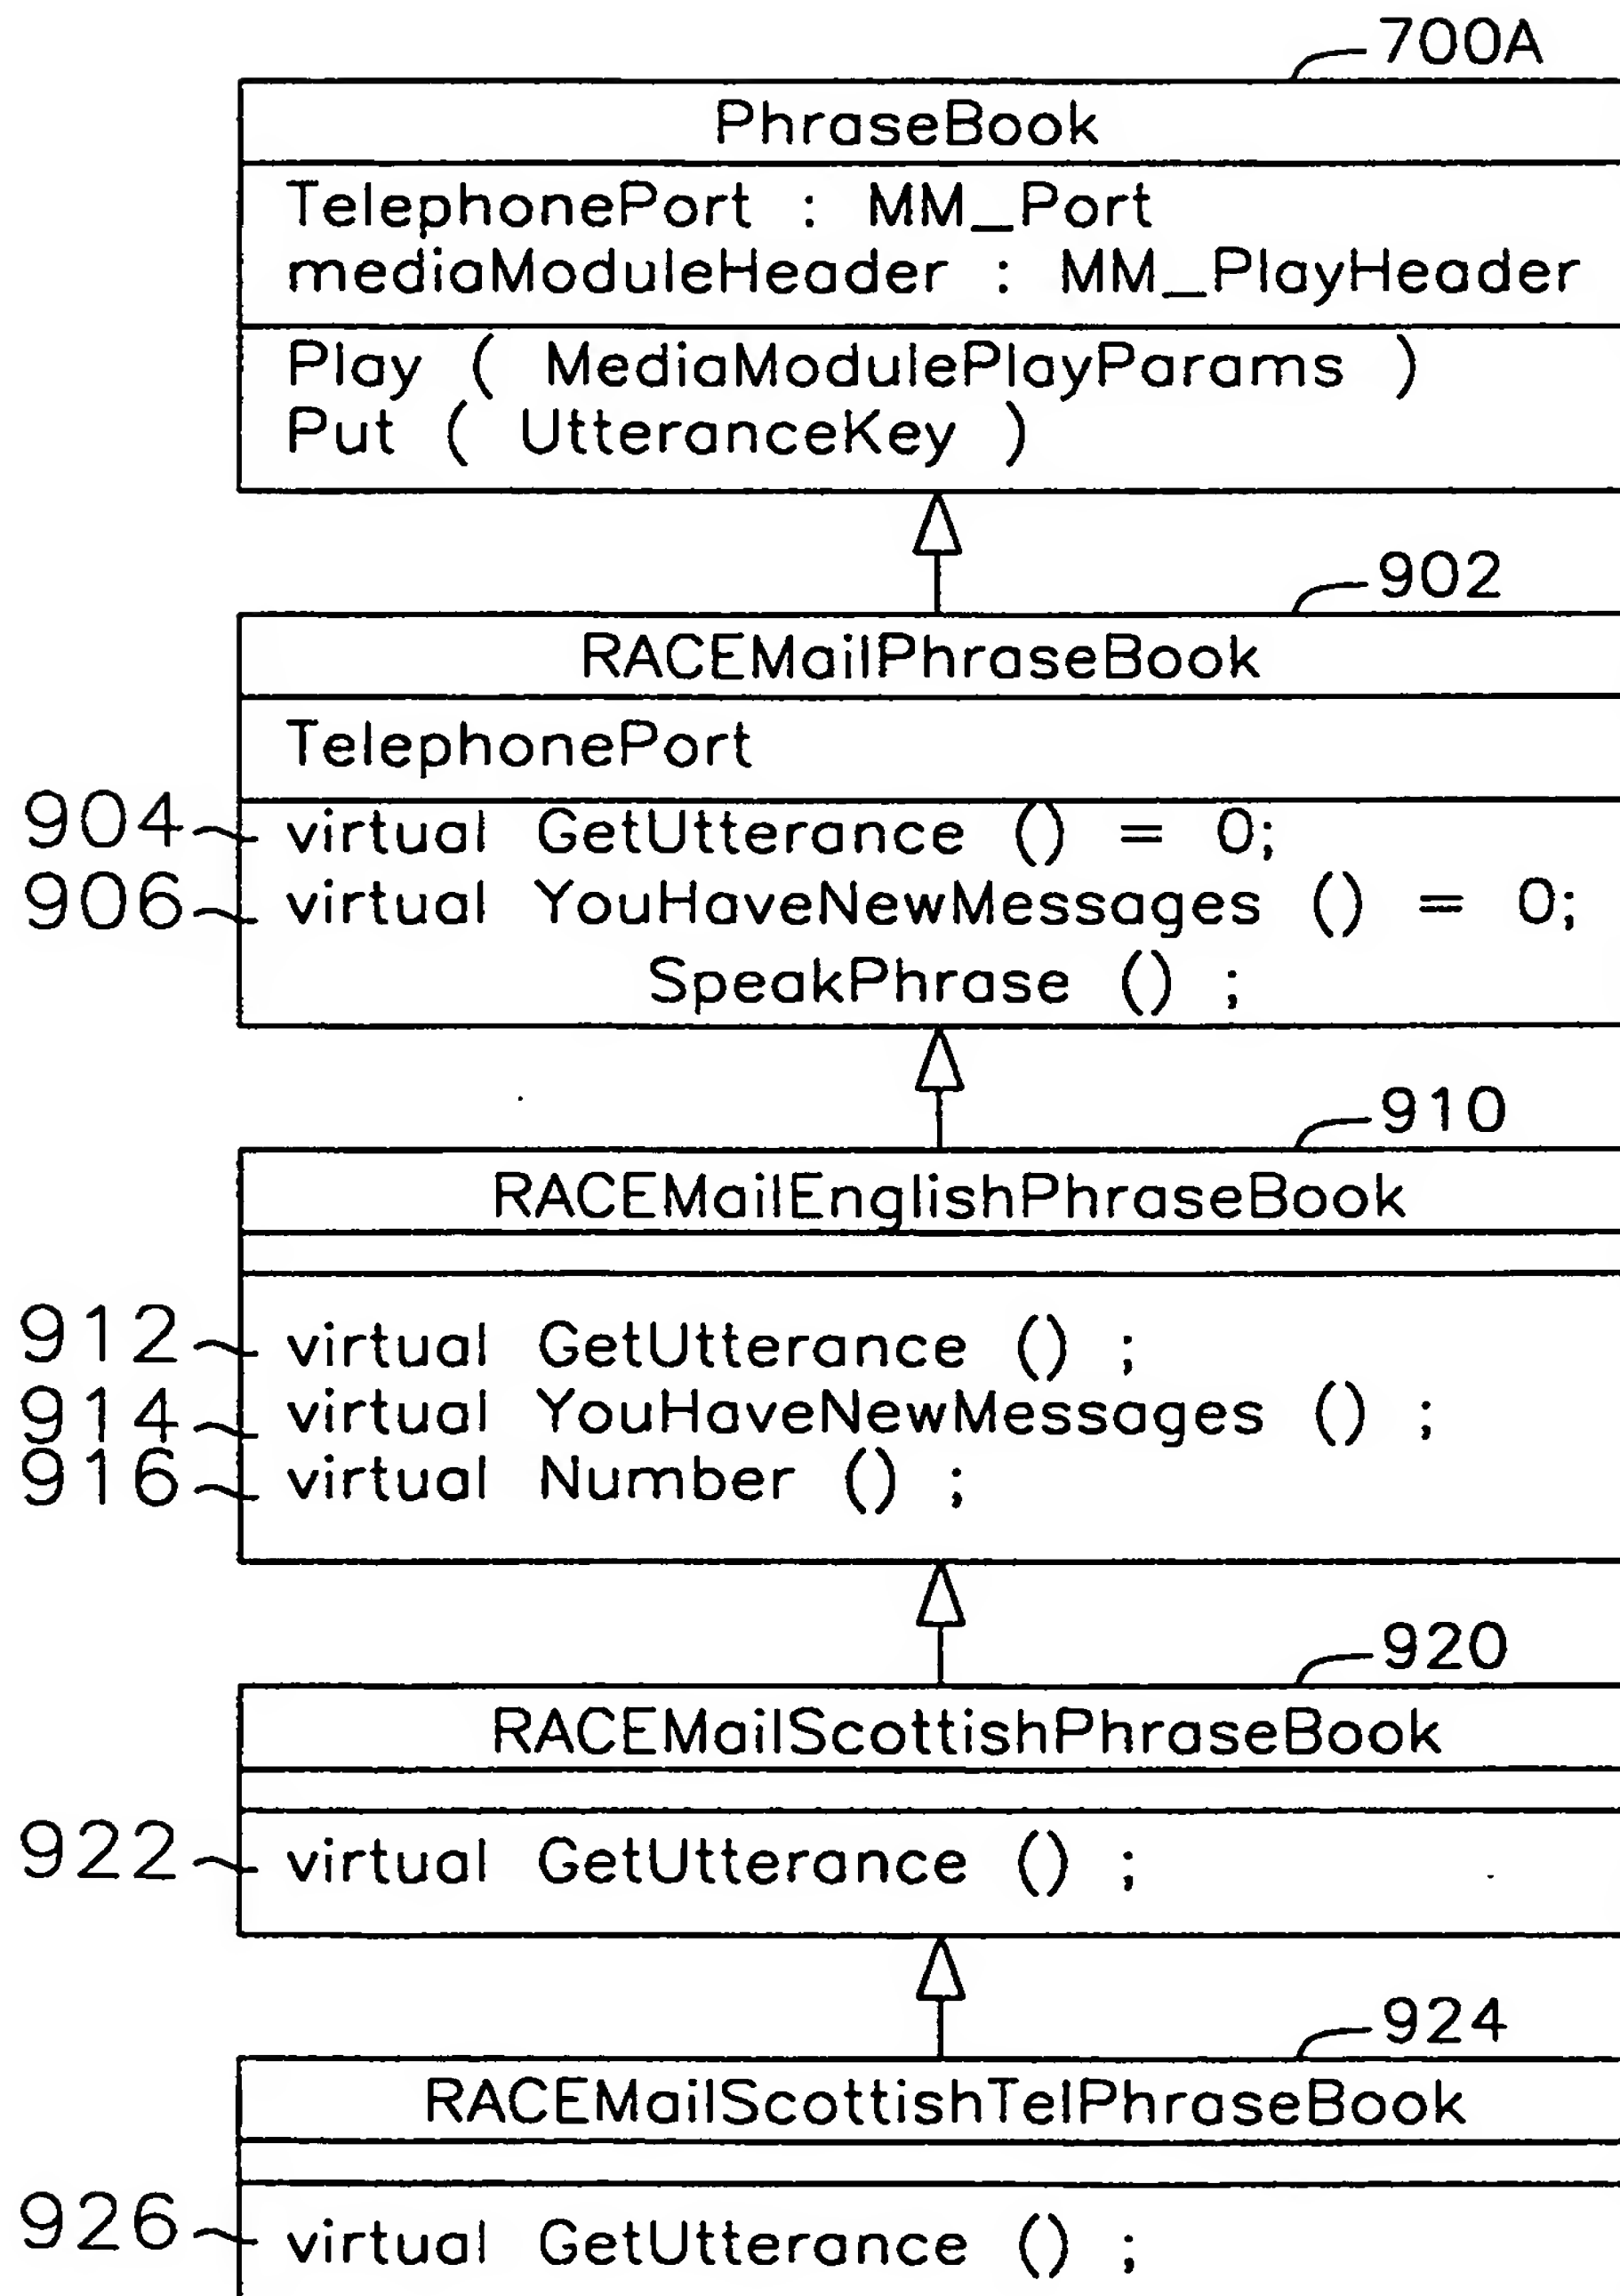 700A
PhraseBook
TelephonePort : MM_Port
mediaModuleHeader : MM_PlayHeader
Play ( MediaModulePlayParams )
Put ( UtteranceKey )
902
RACEMailPhraseBook
TelephonePort
904 virtual GetUtterance () = 0;
906 virtual YouHaveNewMessages () = 0;
SpeakPhrase () ;
910
RACEMailEnglishPhraseBook
912 virtual GetUtterance () ;
914 virtual YouHaveNewMessages () ;
916 virtual Number () ;
920
RACEMailScottishPhraseBook
922 virtual GetUtterance () ;
924
RACEMailScottishTelPhraseBook
926 virtual GetUtterance () ;